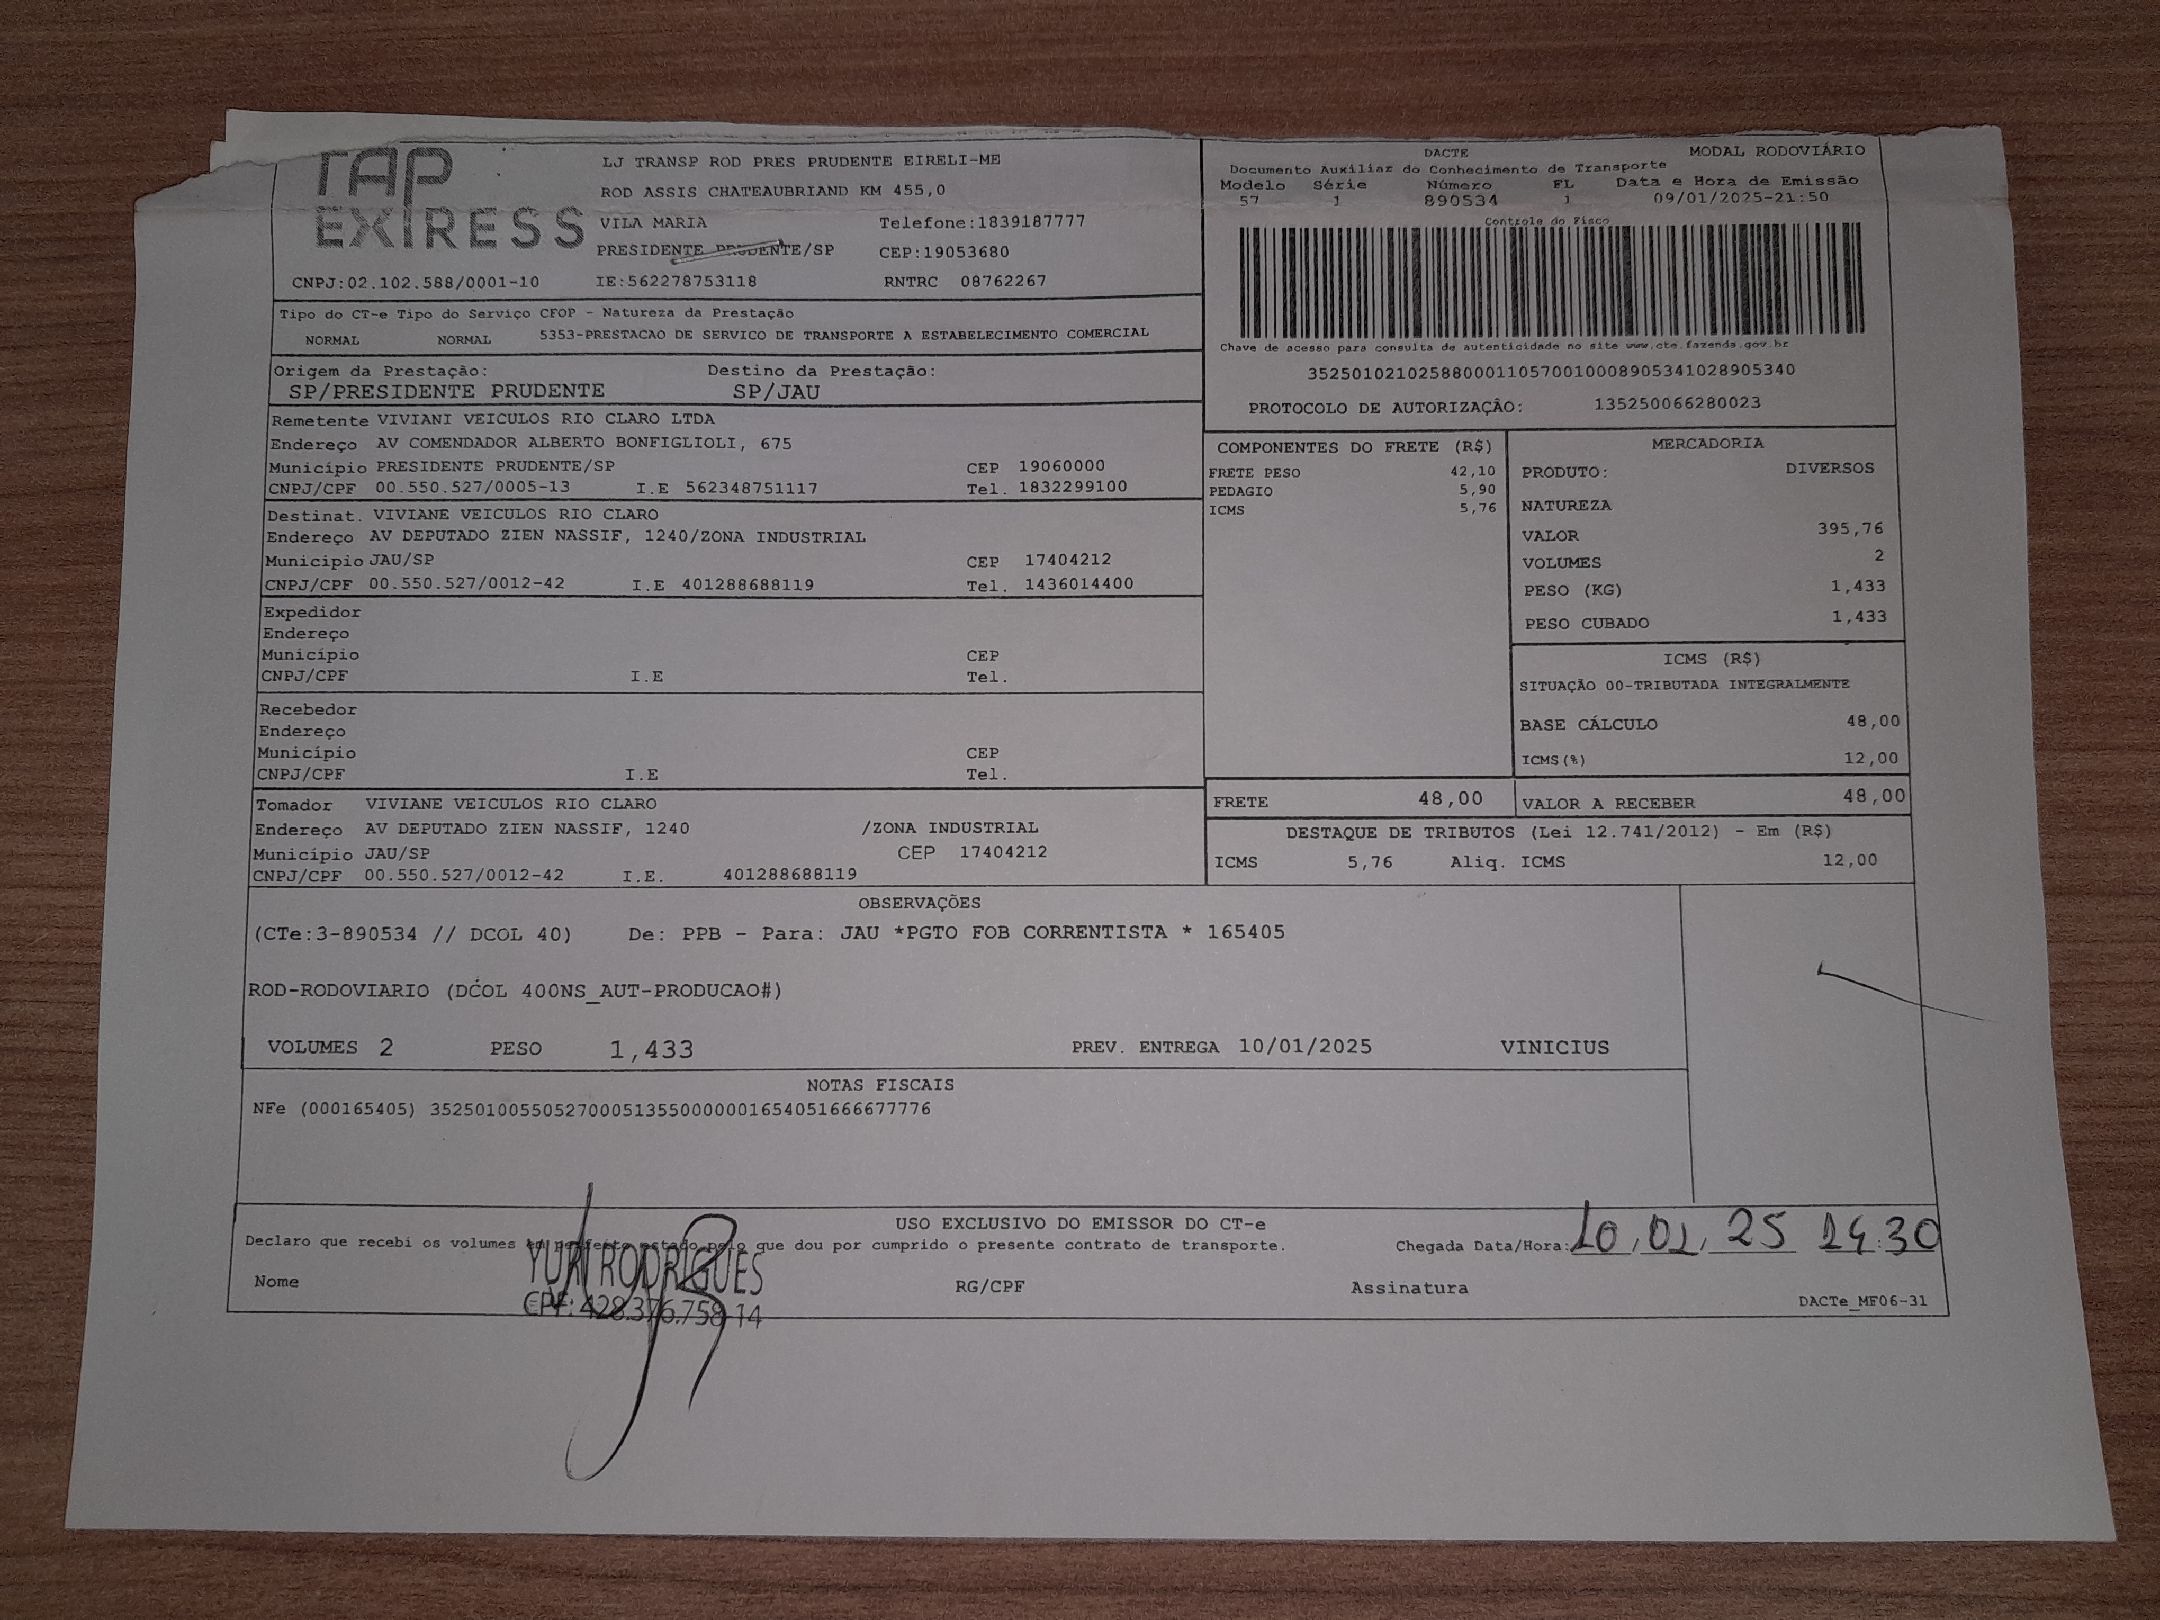 TAP
EXPRESS
LJ TRANSP ROD PRES PRUDENTE EIRELI-ME
ROD ASSIS CHATEAUBRIAND KM 455,0
VILA MARIA Telefone:1839187777
PRESIDENTE PRUDENTE/SP CEP:19053680
CNPJ:02.102.588/0001-10 IE:562278753118 RNTRC 08762267
DACTE MODAL RODOVIÁRIO
Documento Auxiliar do Conhecimento de Transporte
Modelo Série Número FL Data e Hora de Emissão
57 1 890534 1 09/01/2025-21:50
Controle do Fisco
Chave de acesso para consulta de autenticidade no site www.cte.fazenda.gov.br
35250102102588000110570010008905341028905340
PROTOCOLO DE AUTORIZAÇÃO: 135250066280023
Tipo do CT-e Tipo do Serviço CFOP - Natureza da Prestação
NORMAL NORMAL 5353-PRESTACAO DE SERVICO DE TRANSPORTE A ESTABELECIMENTO COMERCIAL
Origem da Prestação: Destino da Prestação:
SP/PRESIDENTE PRUDENTE SP/JAU
Remetente VIVIANI VEICULOS RIO CLARO LTDA
Endereço AV COMENDADOR ALBERTO BONFIGLIOLI, 675
Município PRESIDENTE PRUDENTE/SP CEP 19060000
CNPJ/CPF 00.550.527/0005-13 I.E 562348751117 Tel. 1832299100
Destinat. VIVIANE VEICULOS RIO CLARO
Endereço AV DEPUTADO ZIEN NASSIF, 1240/ZONA INDUSTRIAL
Município JAU/SP CEP 17404212
CNPJ/CPF 00.550.527/0012-42 I.E 401288688119 Tel. 1436014400
Expedidor
Endereço
Município CEP
CNPJ/CPF I.E Tel.
Recebedor
Endereço
Município CEP
CNPJ/CPF I.E Tel.
Tomador VIVIANE VEICULOS RIO CLARO
Endereço AV DEPUTADO ZIEN NASSIF, 1240 /ZONA INDUSTRIAL
Município JAU/SP CEP 17404212
CNPJ/CPF 00.550.527/0012-42 I.E. 401288688119
COMPONENTES DO FRETE (R$)
FRETE PESO 42,10
PEDAGIO 5,90
ICMS 5,76
MERCADORIA
PRODUTO: DIVERSOS
NATUREZA
VALOR 395,76
VOLUMES 2
PESO (KG) 1,433
PESO CUBADO 1,433
ICMS (R$)
SITUAÇÃO 00-TRIBUTADA INTEGRALMENTE
BASE CÁLCULO 48,00
ICMS(%) 12,00
FRETE 48,00 VALOR A RECEBER 48,00
DESTAQUE DE TRIBUTOS (Lei 12.741/2012) - Em (R$)
ICMS 5,76 Aliq. ICMS 12,00
OBSERVAÇÕES
(CTe:3-890534 // DCOL 40) De: PPB - Para: JAU *PGTO FOB CORRENTISTA * 165405
ROD-RODOVIARIO (DCOL 400NS_AUT-PRODUCAO#)
VOLUMES 2 PESO 1,433 PREV. ENTREGA 10/01/2025 VINICIUS
NOTAS FISCAIS
NFe (000165405) 35250100550527000513550000001654051666677776
USO EXCLUSIVO DO EMISSOR DO CT-e
Declaro que recebi os volumes em perfeito estado pelo que dou por cumprido o presente contrato de transporte. Chegada Data/Hora: 10,01,25 14:30
YURI RODRIGUES
CPF: 428.376.758-14
Nome RG/CPF Assinatura
DACTe_MF06-31